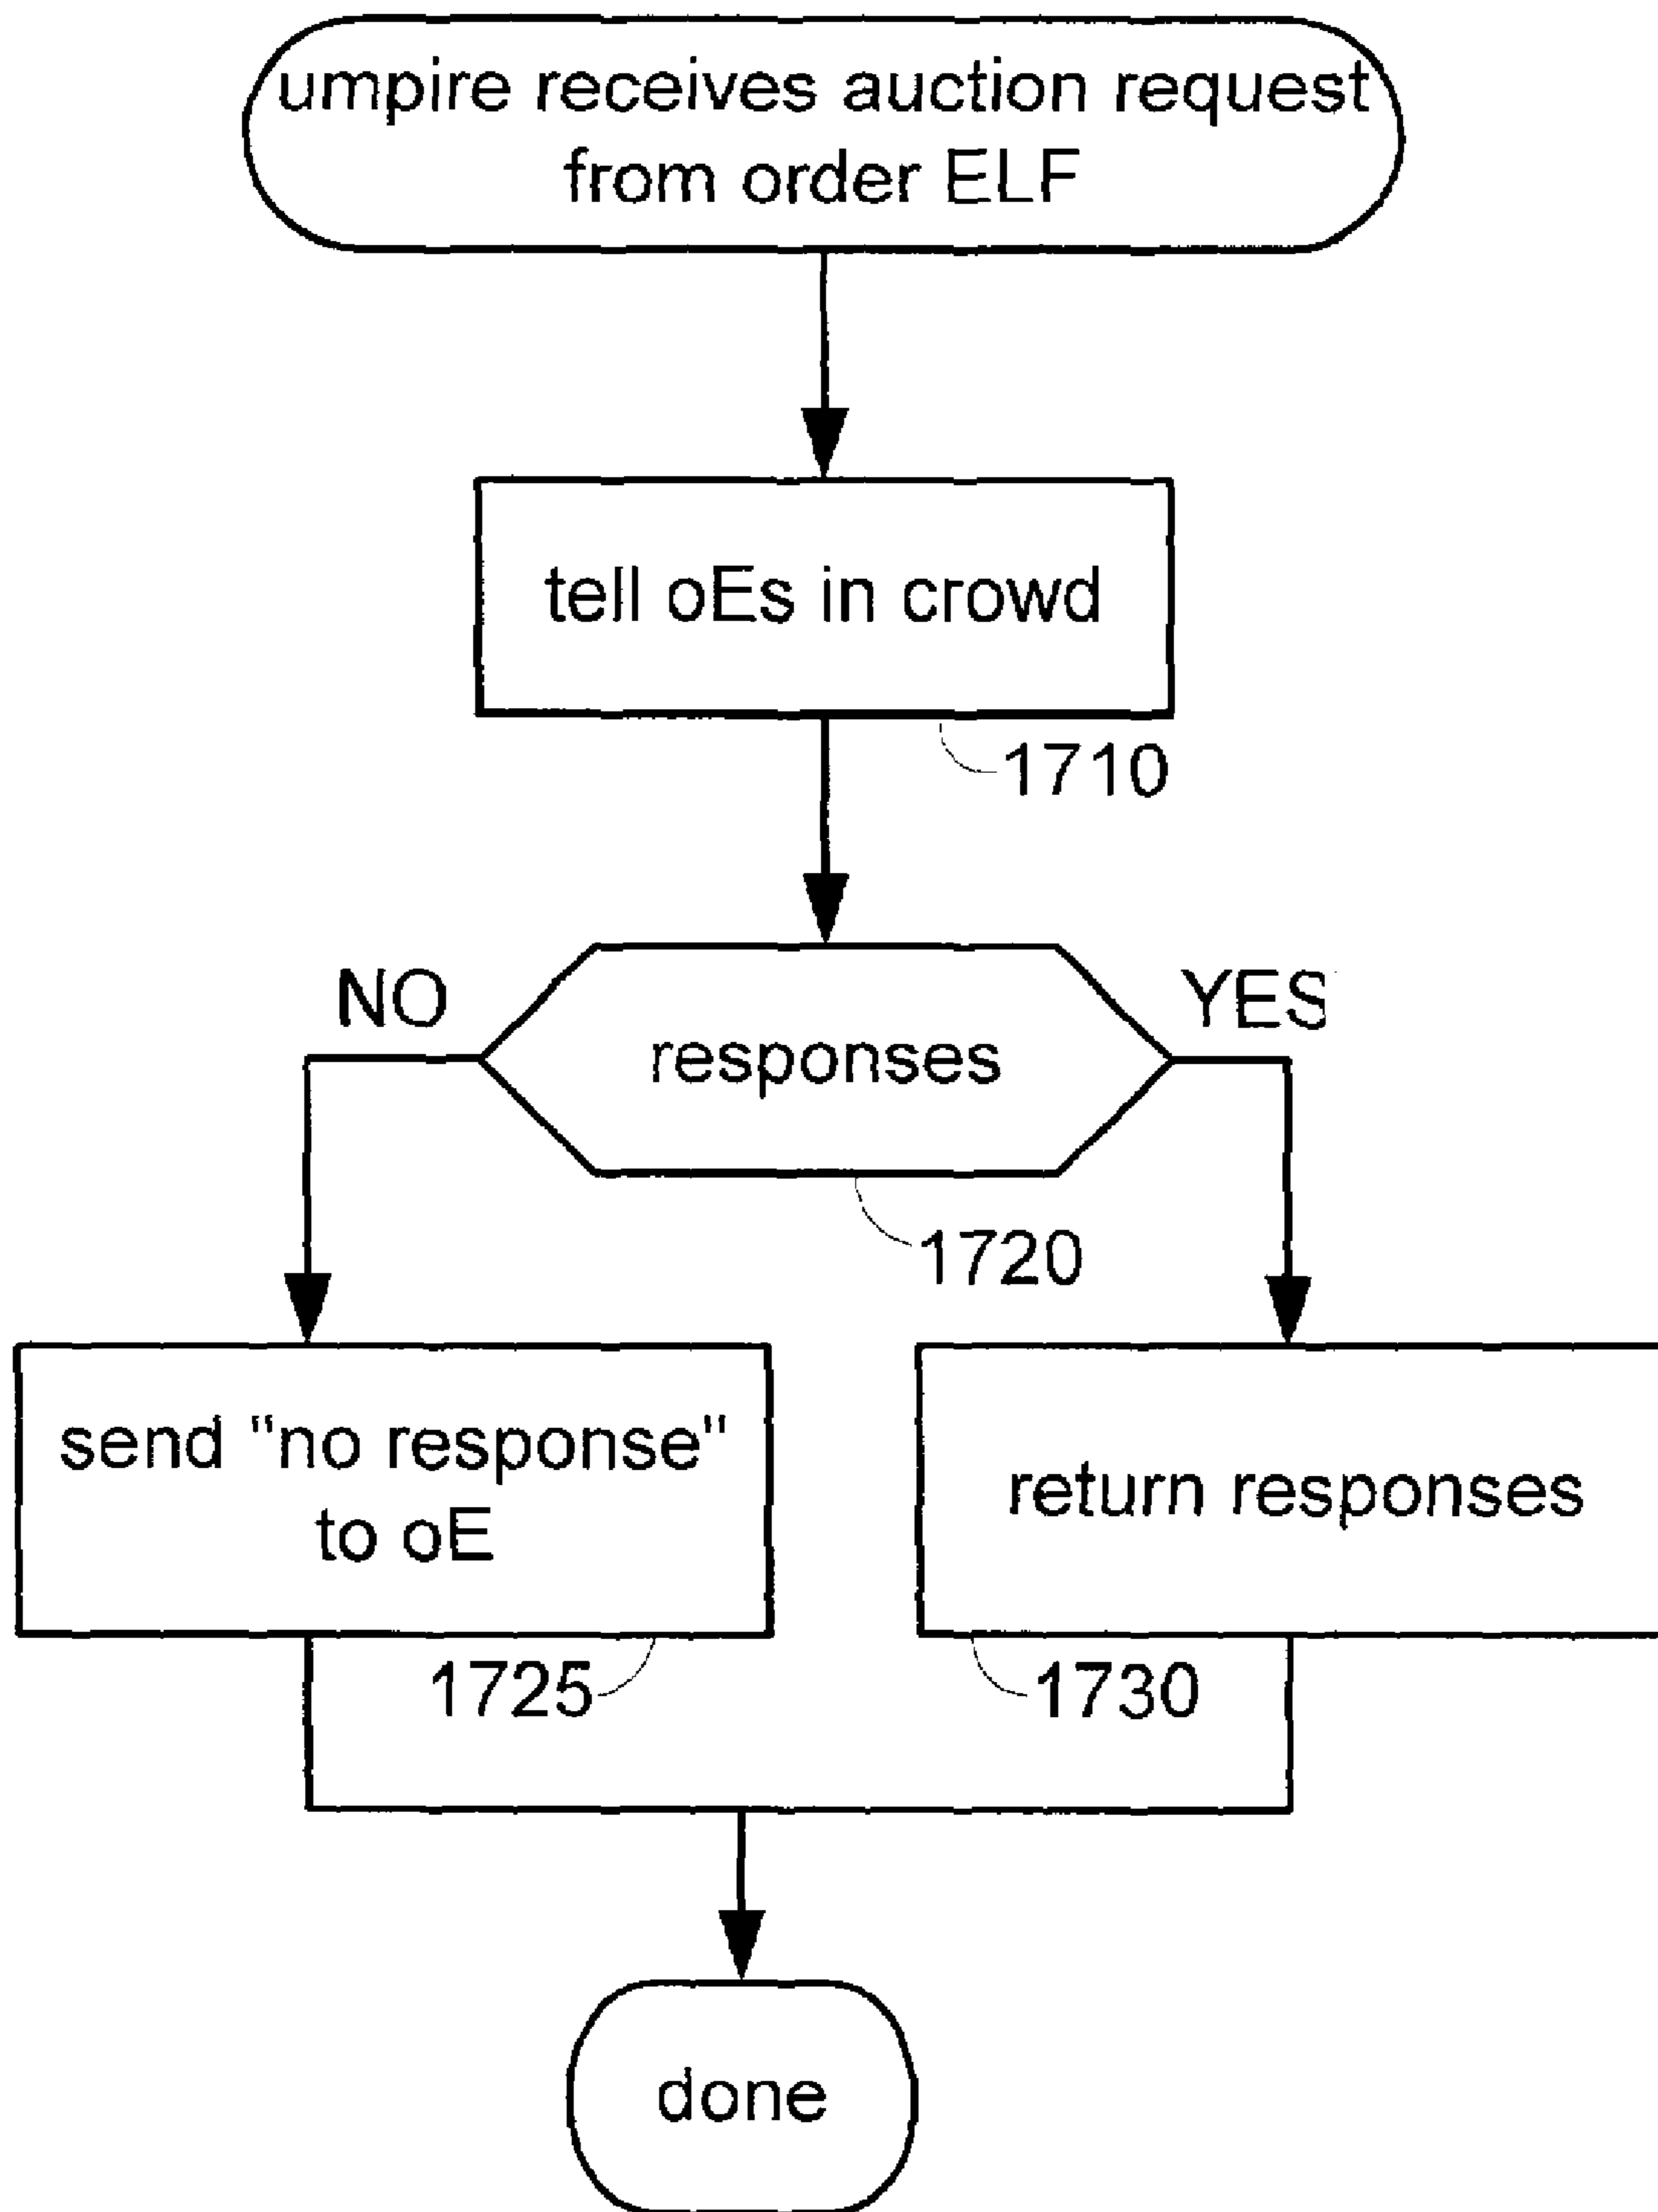 umpire receives auction request
from order ELF
tell oEs in crowd
1710
NO
YES
responses
1720
send "no response"
to oE
return responses
1725
1730
done